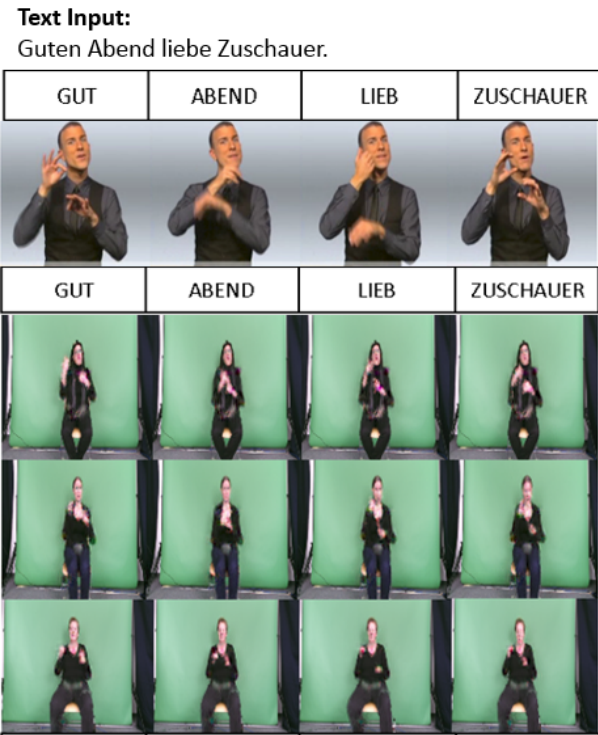 Text Input:
Guten Abend liebe Zuschauer.
GUT ABEND LIEB ZUSCHAUER
GUT ABEND LIEB ZUSCHAUER